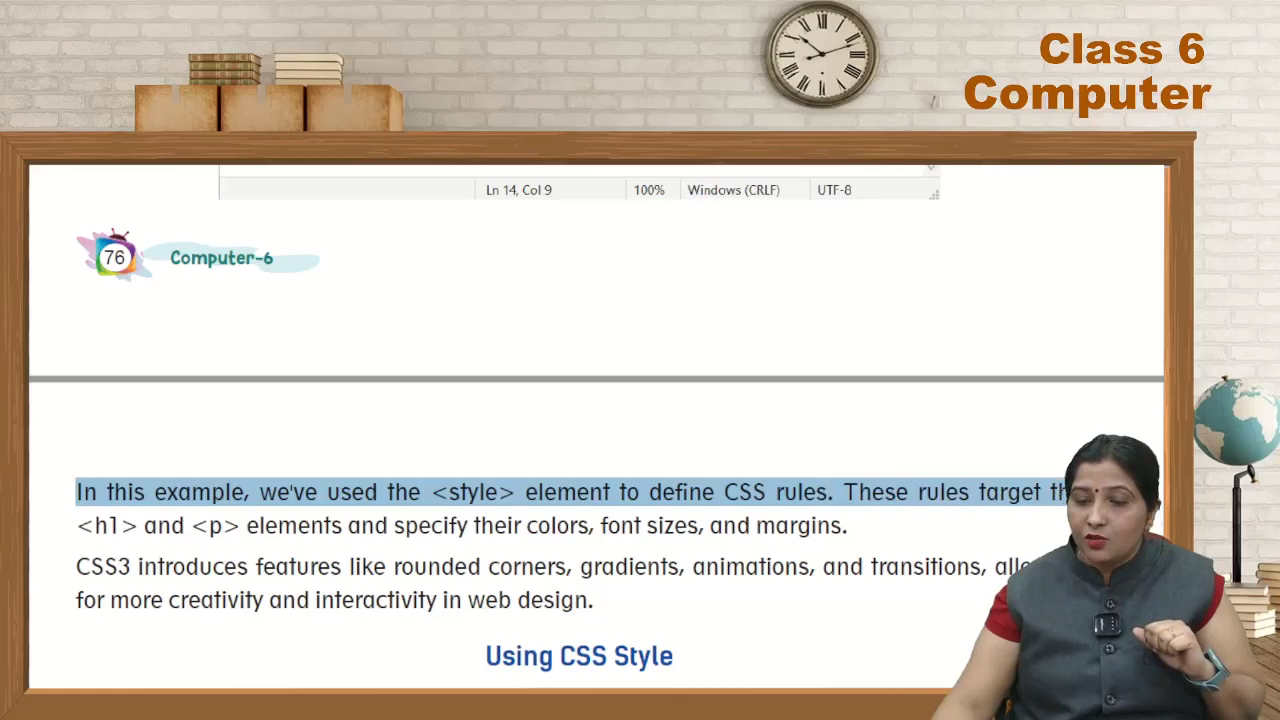 Class 6
Computer
Ln 14, Col 9 100% Windows (CRLF) UTF-8
76 Computer-6
In this example, we've used the <style> element to define CSS rules. These rules target
<h1> and <p> elements and specify their colors, font sizes, and margins.
CSS3 introduces features like rounded corners, gradients, animations, and transitions,
for more creativity and interactivity in web design.
Using CSS Style